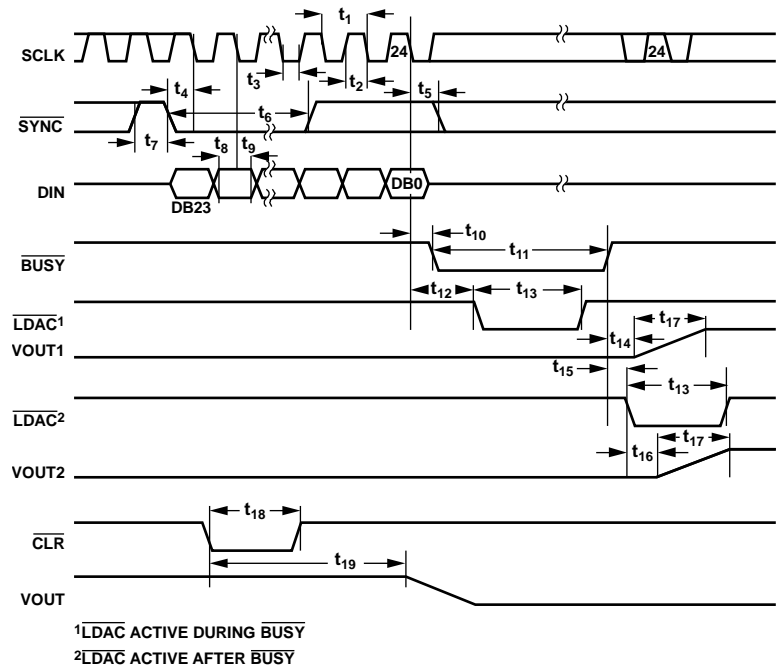 t1
SCLK
24
24
t3
t2
t4
t5
t6
SYNC
t7
t8
t9
DIN
DB23
DB0
t10
BUSY
t11
t12
t13
LDAC1
t17
t14
VOUT1
t15
t13
LDAC2
t17
t16
VOUT2
t18
CLR
t19
VOUT
1LDAC ACTIVE DURING BUSY
2LDAC ACTIVE AFTER BUSY